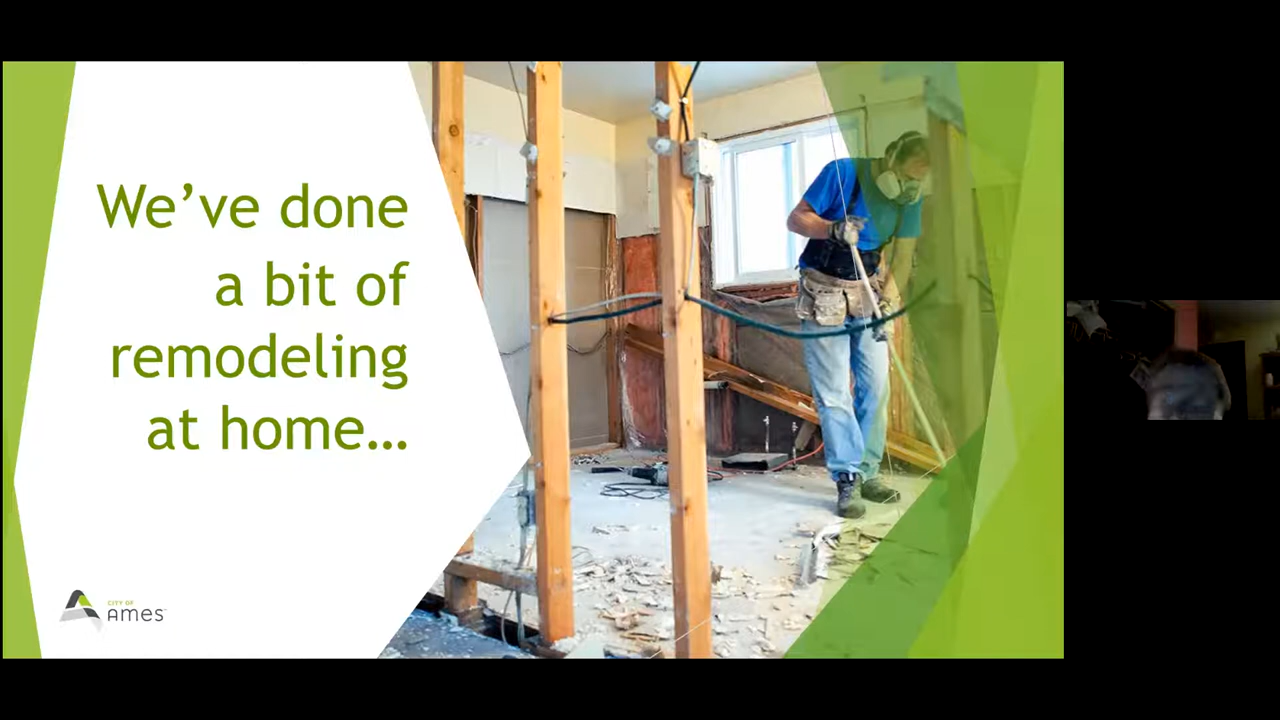 We’ve done
a bit of
remodeling
at home…
CITY OF
Ames